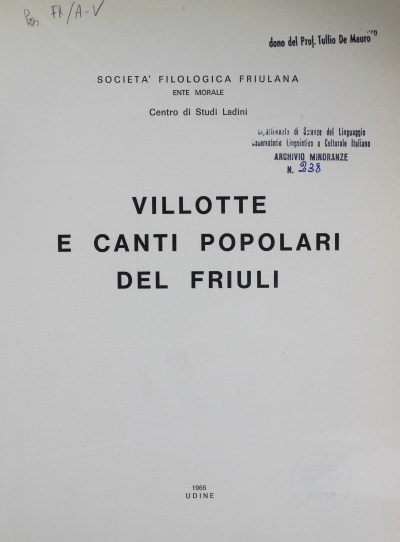 FR/A-V
dono del Prof. Tullio De Mauro
SOCIETA' FILOLOGICA FRIULANA
ENTE MORALE
Centro di Studi Ladini
di Scienze del Linguaggio
Osservatorio Linguistico e Culturale Italiano
ARCHIVIO MINORANZE
N. 238
VILLOTTE
E CANTI POPOLARI
DEL FRIULI
1966
UDINE